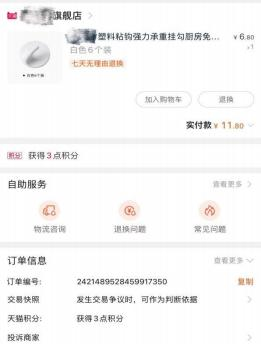 旗舰店 >
塑料粘钩强力承重挂勾厨房免... ¥6.80
白色6个装 ×1
白色6个装
七天无理由退换
加入购物车 退换
实付款 ¥11.80
积分 获得3点积分
自助服务 查看更多 >
物流咨询 退换问题 常见问题
订单信息 查看更多
订单编号: 2421489528459917350 复制
交易快照 发生交易争议时，可作为判断依据
天猫积分: 获得3点积分
投诉商家